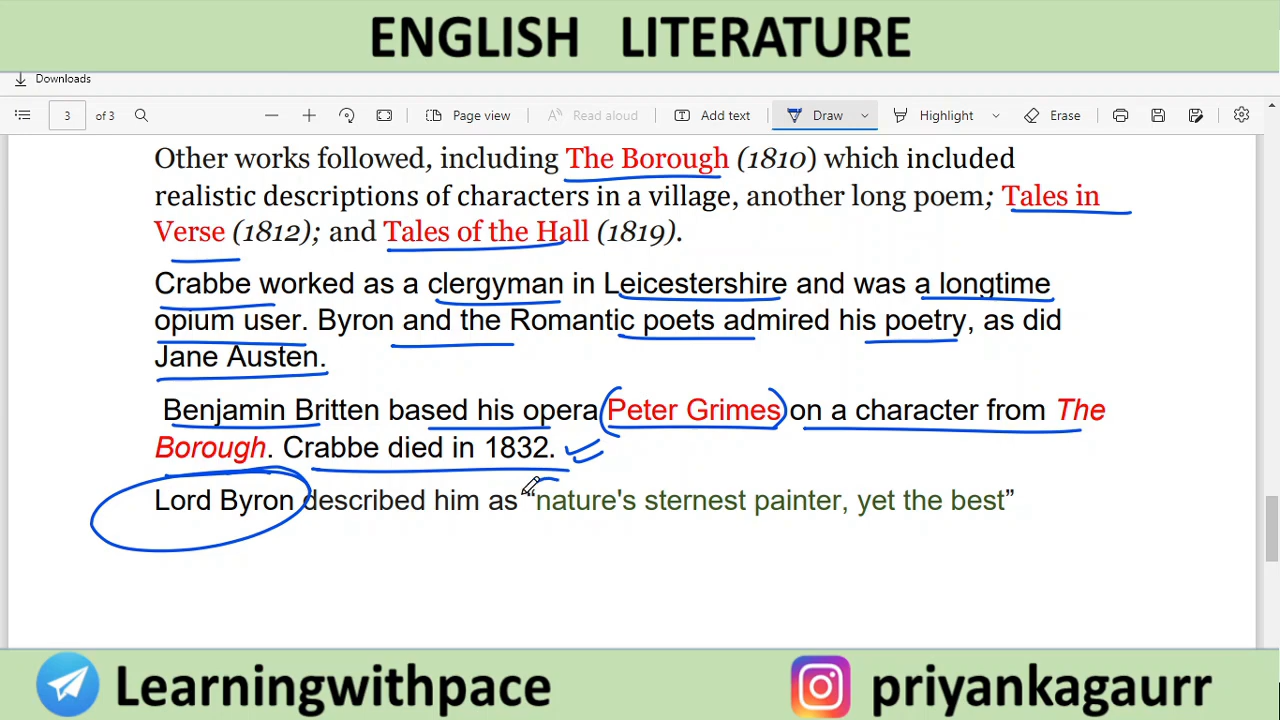 ENGLISH LITERATURE
Downloads
3 of 3 Page view Read aloud Add text Draw Highlight Erase
Other works followed, including The Borough (1810) which included
realistic descriptions of characters in a village, another long poem; Tales in
Verse (1812); and Tales of the Hall (1819).
Crabbe worked as a clergyman in Leicestershire and was a longtime
opium user. Byron and the Romantic poets admired his poetry, as did
Jane Austen.
Benjamin Britten based his opera Peter Grimes on a character from The
Borough. Crabbe died in 1832.
Lord Byron described him as “nature's sternest painter, yet the best”
Learningwithpace priyankagaurr